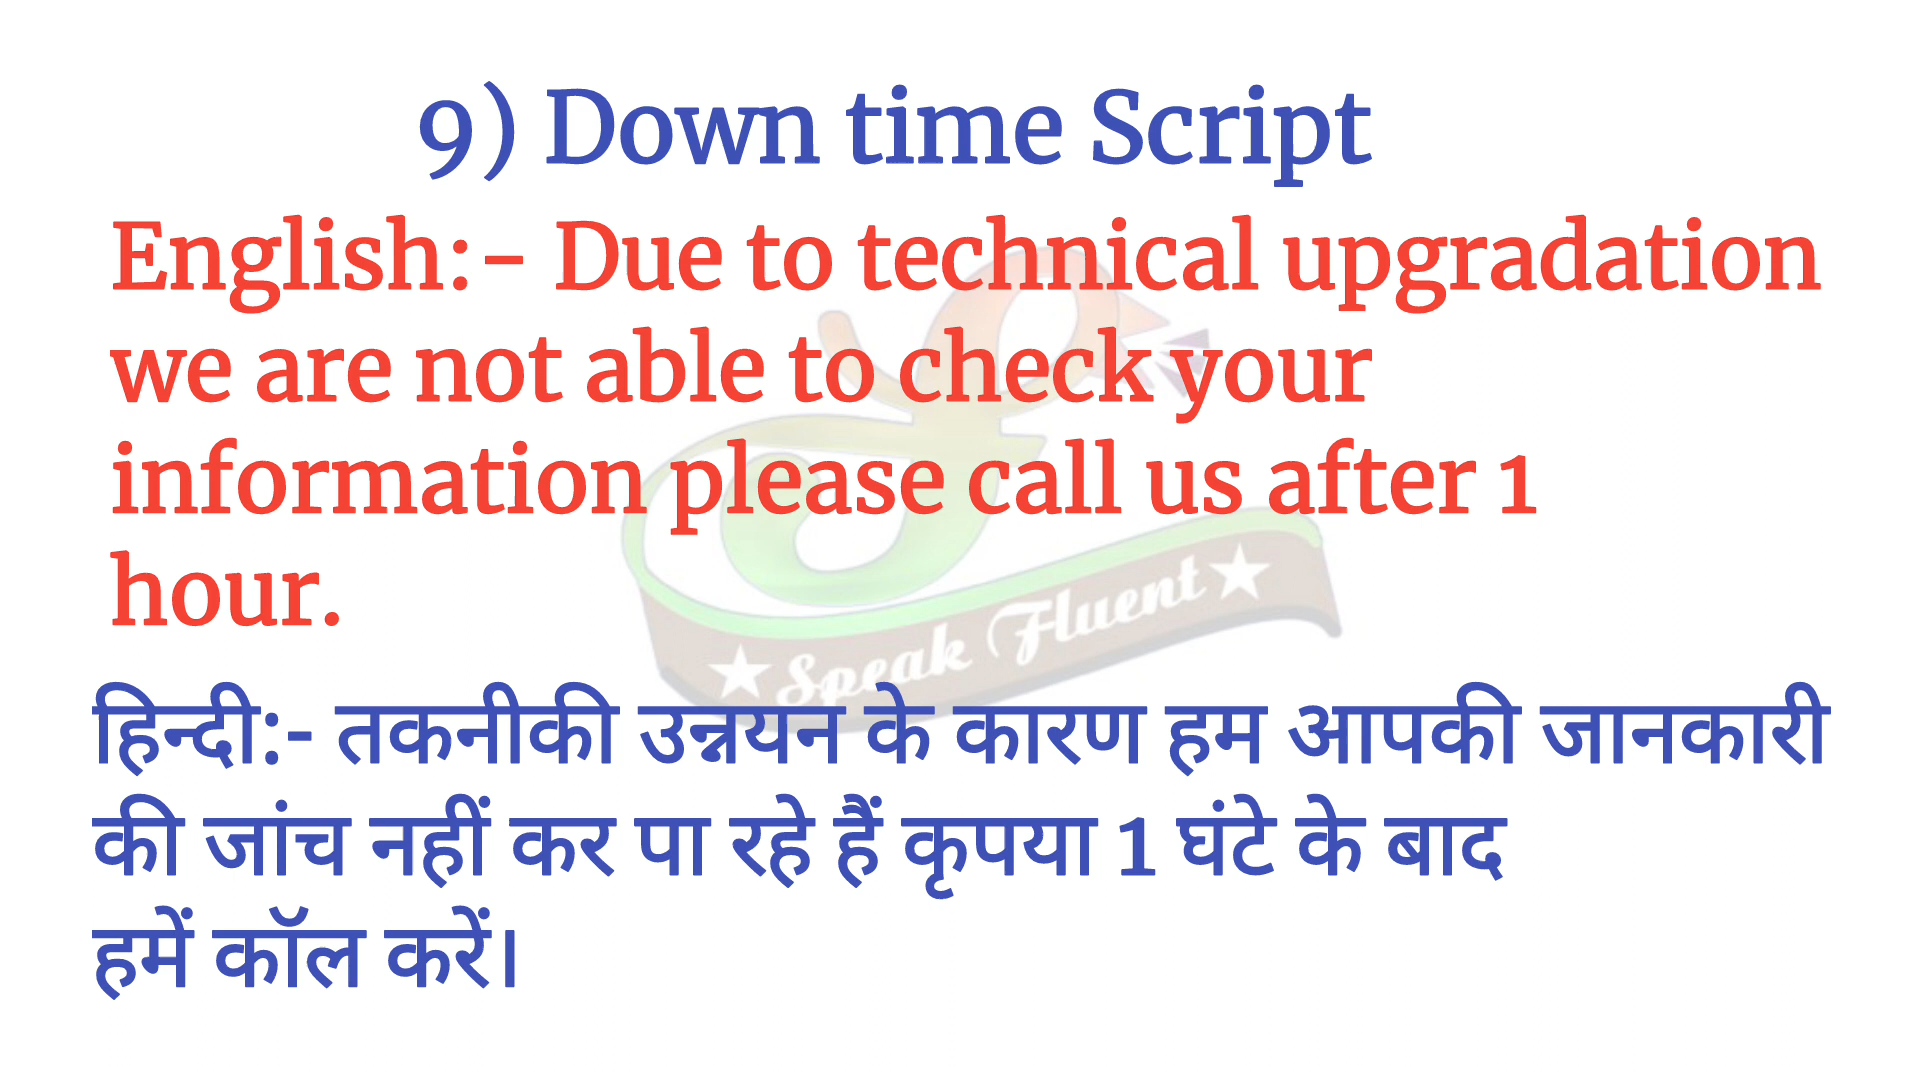 9) Down time Script
English:- Due to technical upgradation
we are not able to check your
information please call us after 1
hour.
Speak Fluent
हिन्दी:- तकनीकी उन्नयन के कारण हम आपकी जानकारी
की जांच नहीं कर पा रहे हैं कृपया 1 घंटे के बाद
हमें कॉल करें।